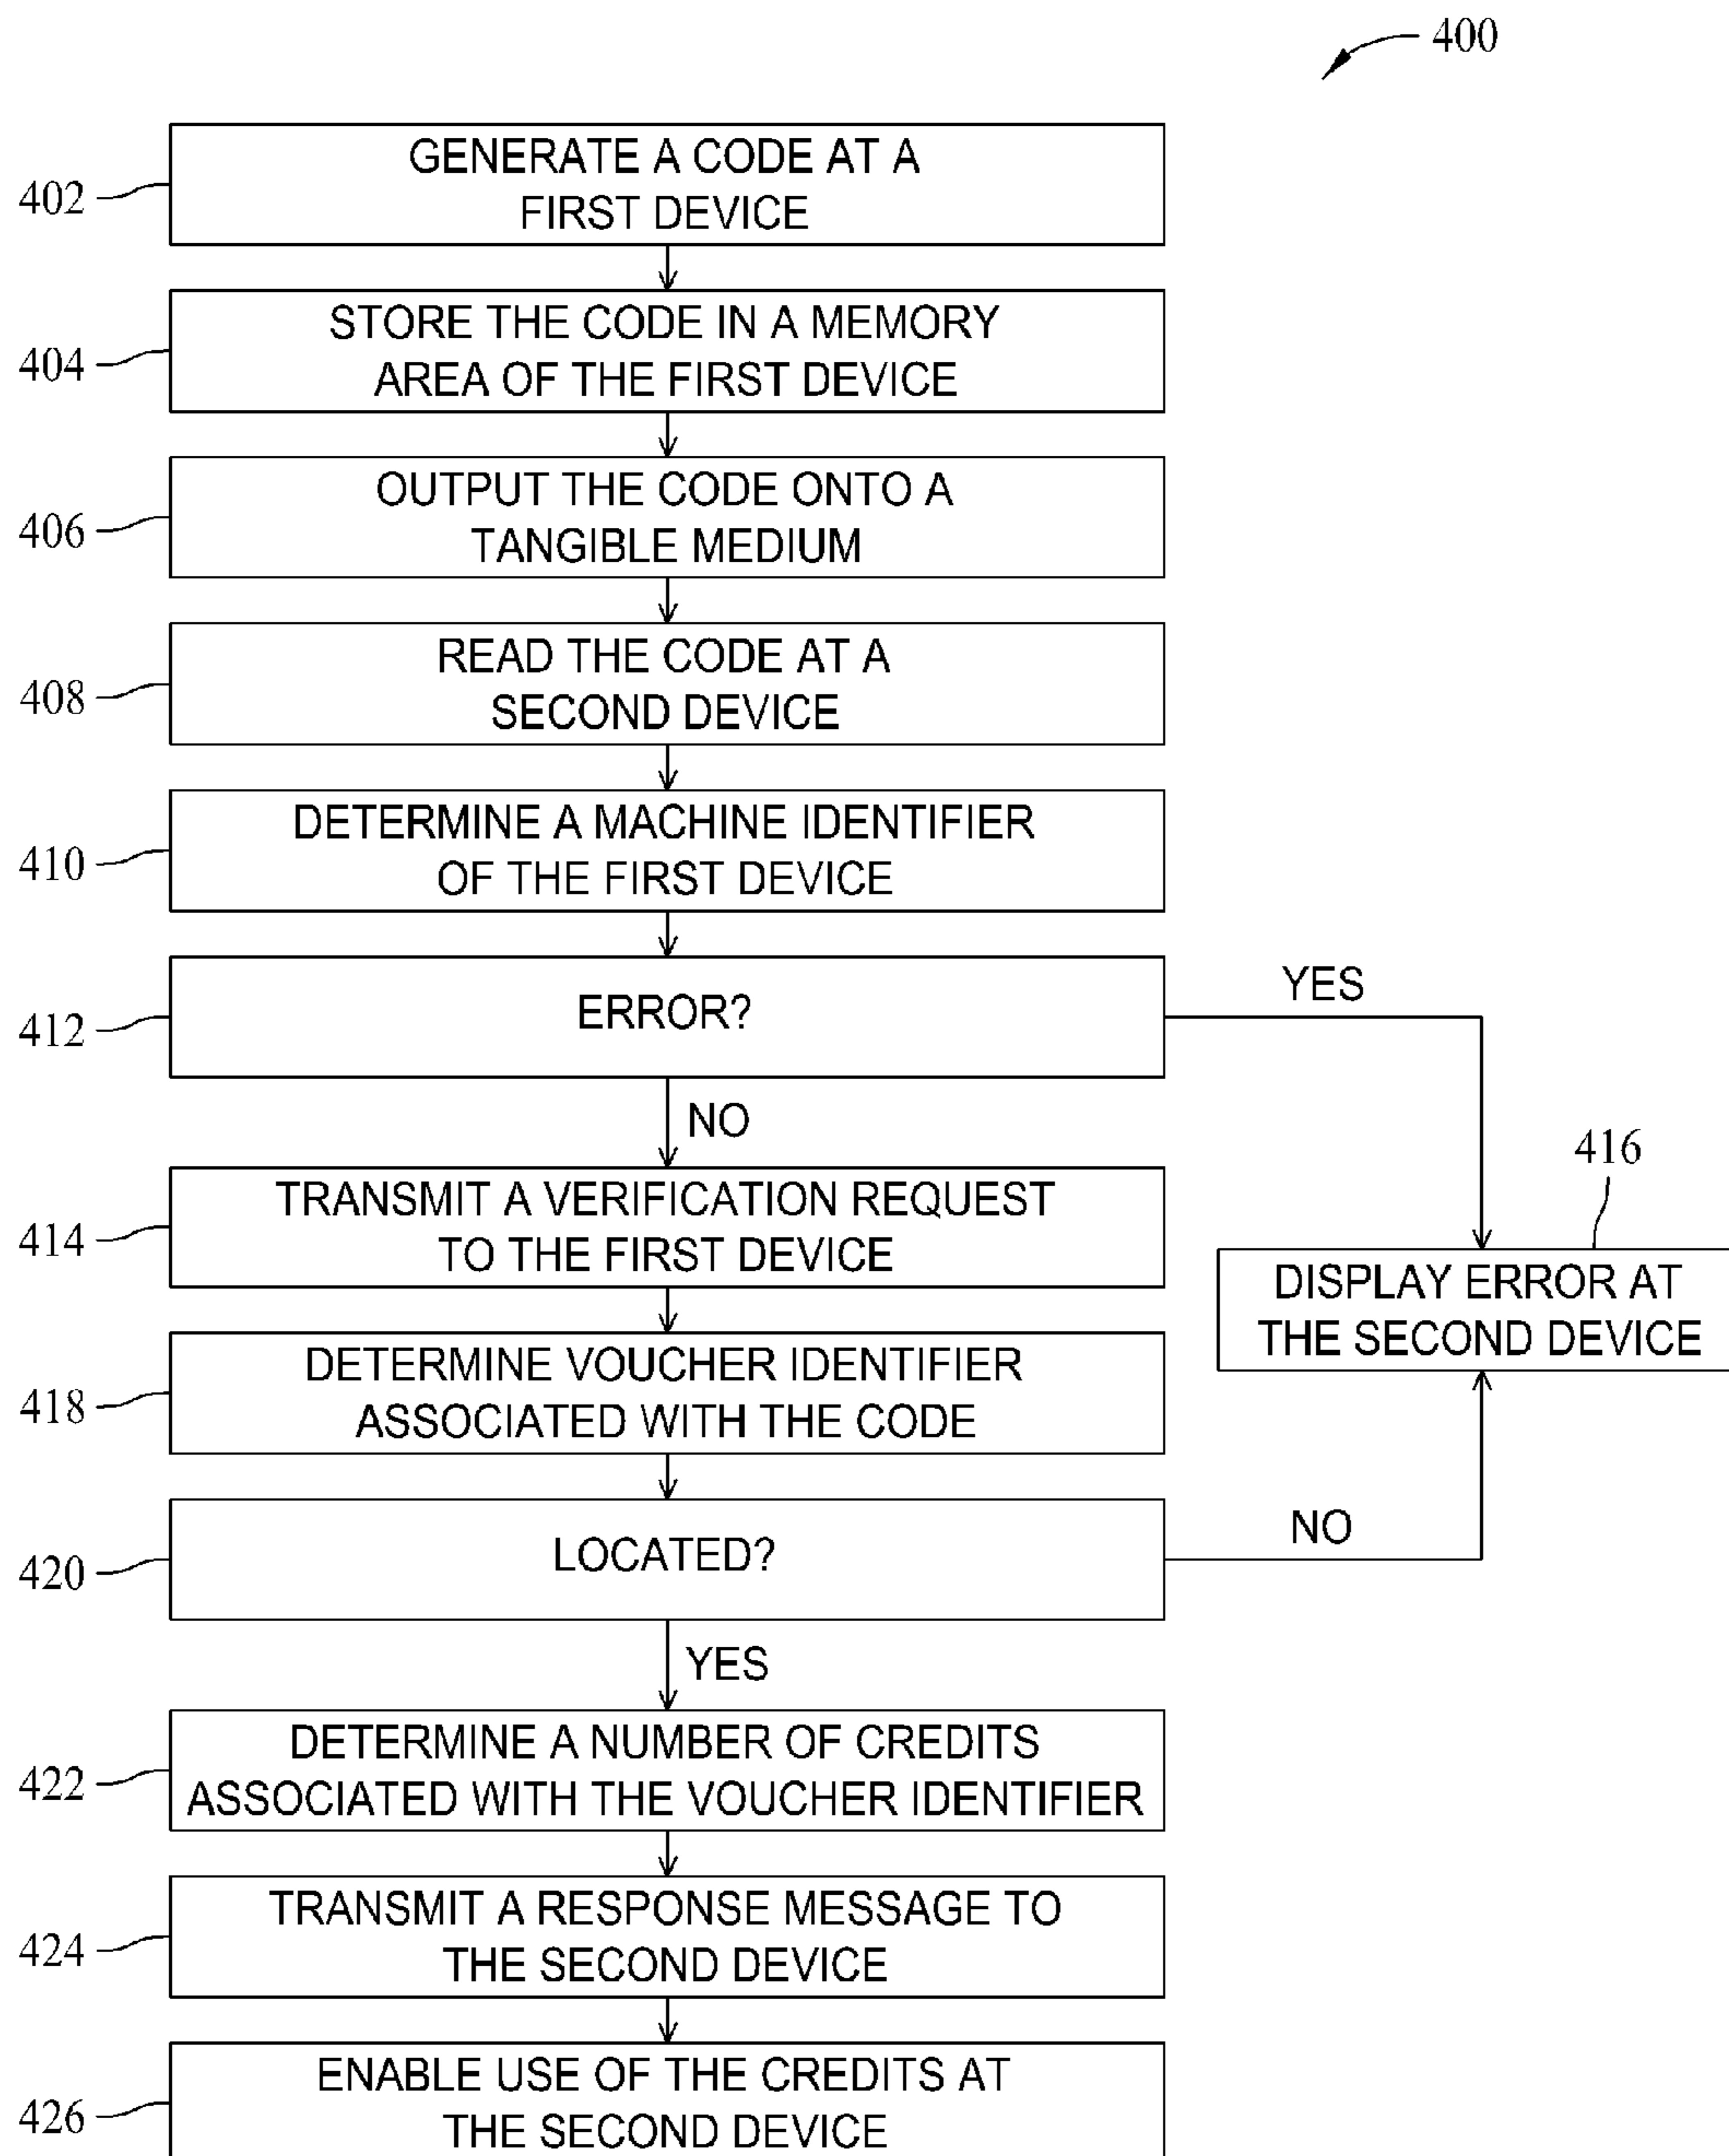 400
402
GENERATE A CODE AT A
FIRST DEVICE
404
STORE THE CODE IN A MEMORY
AREA OF THE FIRST DEVICE
406
OUTPUT THE CODE ONTO A
TANGIBLE MEDIUM
408
READ THE CODE AT A
SECOND DEVICE
410
DETERMINE A MACHINE IDENTIFIER
OF THE FIRST DEVICE
412
ERROR?
YES
NO
414
TRANSMIT A VERIFICATION REQUEST
TO THE FIRST DEVICE
416
DISPLAY ERROR AT
THE SECOND DEVICE
418
DETERMINE VOUCHER IDENTIFIER
ASSOCIATED WITH THE CODE
420
LOCATED?
NO
YES
422
DETERMINE A NUMBER OF CREDITS
ASSOCIATED WITH THE VOUCHER IDENTIFIER
424
TRANSMIT A RESPONSE MESSAGE TO
THE SECOND DEVICE
426
ENABLE USE OF THE CREDITS AT
THE SECOND DEVICE